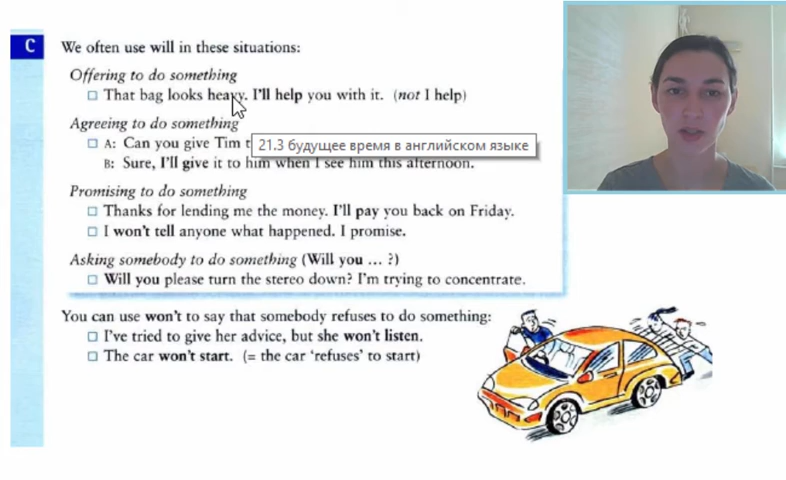 C
We often use will in these situations:
Offering to do something
That bag looks heavy. I'll help you with it. (not I help)
Agreeing to do something
A: Can you give Tim
21.3 будущее время в английском языке
B: Sure, I'll give it to him when I see him this afternoon.
Promising to do something
Thanks for lending me the money. I'll pay you back on Friday.
I won't tell anyone what happened. I promise.
Asking somebody to do something (Will you ... ?)
Will you please turn the stereo down? I'm trying to concentrate.
You can use won't to say that somebody refuses to do something:
I've tried to give her advice, but she won't listen.
The car won't start. (= the car 'refuses' to start)